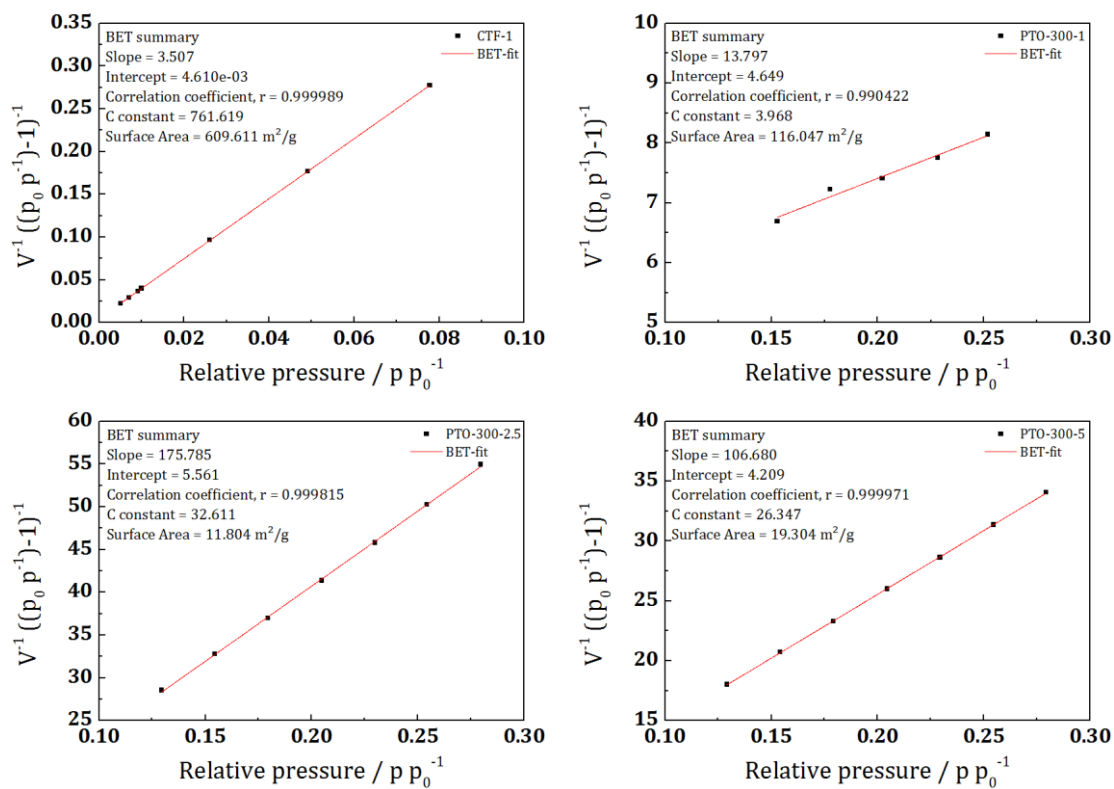 BET summary
Slope = 3.507
Intercept = 4.610e-03
Correlation coefficient, r = 0.999989
C constant = 761.619
Surface Area = 609.611 m²/g
CTF-1
BET-fit
0.35
0.30
0.25
0.20
0.15
0.10
0.05
0.00
0.00 0.02 0.04 0.06 0.08 0.10
V⁻¹ ((p₀ p⁻¹)-1)⁻¹
Relative pressure / p p₀⁻¹
BET summary
Slope = 13.797
Intercept = 4.649
Correlation coefficient, r = 0.990422
C constant = 3.968
Surface Area = 116.047 m²/g
PTO-300-1
BET-fit
10
9
8
7
6
5
0.10 0.15 0.20 0.25 0.30
V⁻¹ ((p₀ p⁻¹)-1)⁻¹
Relative pressure / p p₀⁻¹
BET summary
Slope = 175.785
Intercept = 5.561
Correlation coefficient, r = 0.999815
C constant = 32.611
Surface Area = 11.804 m²/g
PTO-300-2.5
BET-fit
60
55
50
45
40
35
30
25
0.10 0.15 0.20 0.25 0.30
V⁻¹ ((p₀ p⁻¹)-1)⁻¹
Relative pressure / p p₀⁻¹
BET summary
Slope = 106.680
Intercept = 4.209
Correlation coefficient, r = 0.999971
C constant = 26.347
Surface Area = 19.304 m²/g
PTO-300-5
BET-fit
40
35
30
25
20
15
0.10 0.15 0.20 0.25 0.30
V⁻¹ ((p₀ p⁻¹)-1)⁻¹
Relative pressure / p p₀⁻¹